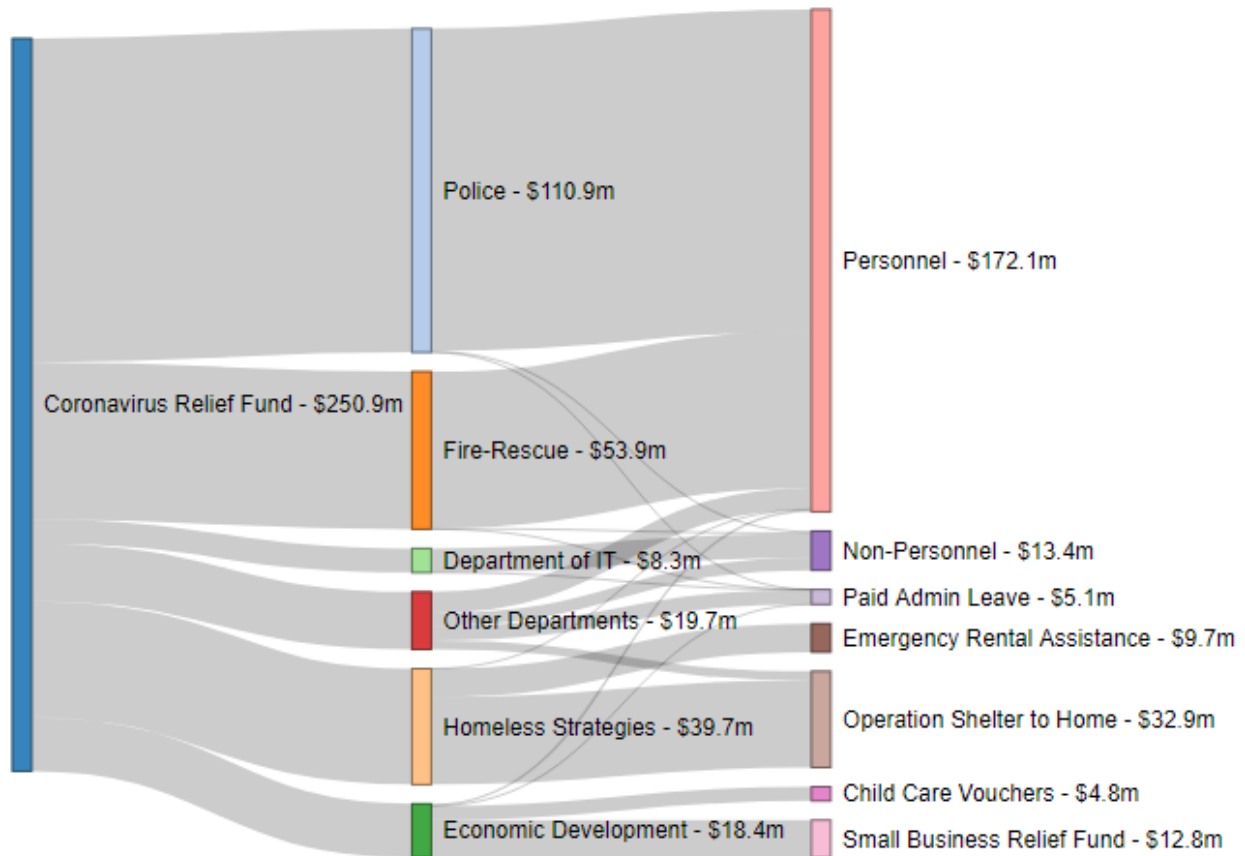 Coronavirus Relief Fund - $250.9m
Police - $110.9m
Fire-Rescue - $53.9m
Department of IT - $8.3m
Other Departments - $19.7m
Homeless Strategies - $39.7m
Economic Development - $18.4m
Personnel - $172.1m
Non-Personnel - $13.4m
Paid Admin Leave - $5.1m
Emergency Rental Assistance - $9.7m
Operation Shelter to Home - $32.9m
Child Care Vouchers - $4.8m
Small Business Relief Fund - $12.8m